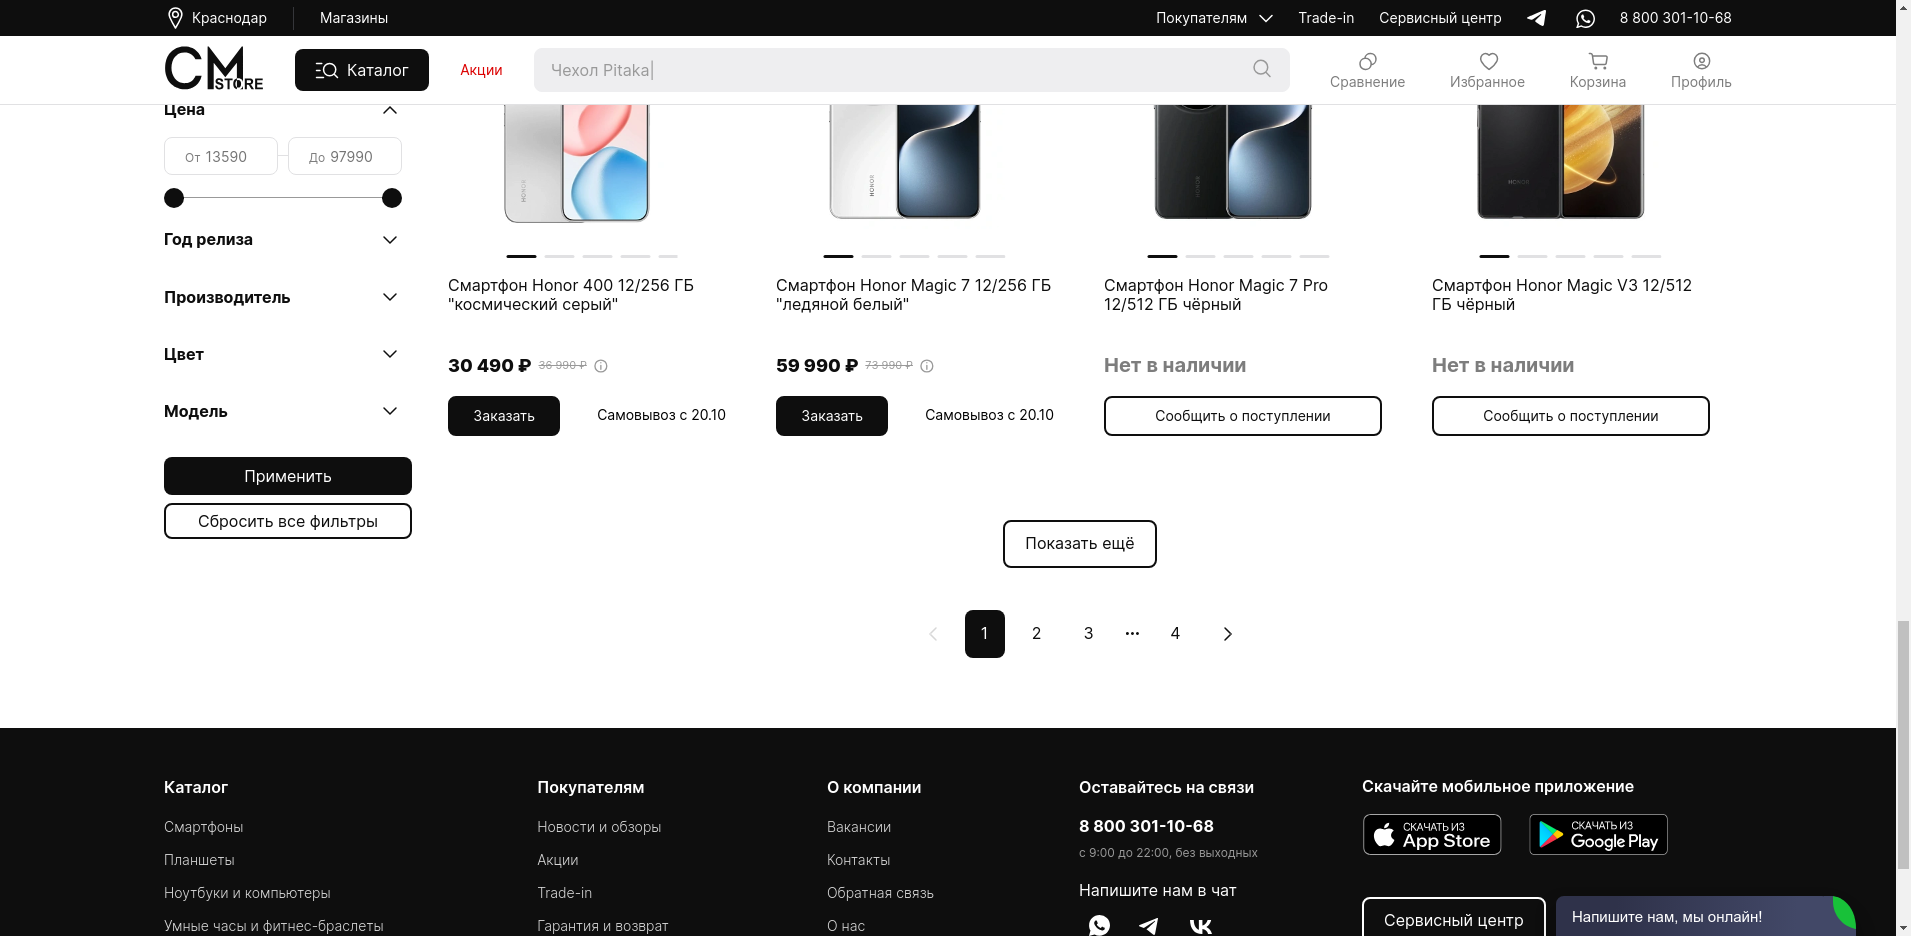 Краснодар
Магазины
Покупателям
Trade-in
Сервисный центр
8 800 301-10-68
CM STORE
Каталог
Акции
Чехол Pitaka|
Сравнение
Избранное
Корзина
Профиль
Цена
От 13590
До 97990
Год релиза
Производитель
Цвет
Модель
Применить
Сбросить все фильтры
Смартфон Honor 400 12/256 ГБ
"космический серый"
30 490 ₽ 36 990 ₽
Заказать
Самовывоз с 20.10
Смартфон Honor Magic 7 12/256 ГБ
"ледяной белый"
59 990 ₽ 73 990 ₽
Заказать
Самовывоз с 20.10
Смартфон Honor Magic 7 Pro
12/512 ГБ чёрный
Нет в наличии
Сообщить о поступлении
Смартфон Honor Magic V3 12/512
ГБ чёрный
Нет в наличии
Сообщить о поступлении
HONOR
HONOR
HONOR
HONOR
Показать ещё
1 2 3 ... 4
Каталог
Смартфоны
Планшеты
Ноутбуки и компьютеры
Умные часы и фитнес-браслеты
Покупателям
Новости и обзоры
Акции
Trade-in
Гарантия и возврат
О компании
Вакансии
Контакты
Обратная связь
О нас
Оставайтесь на связи
8 800 301-10-68
с 9:00 до 22:00, без выходных
Напишите нам в чат
Скачайте мобильное приложение
СКАЧАТЬ ИЗ
App Store
СКАЧАТЬ ИЗ
Google Play
Сервисный центр
Напишите нам, мы онлайн!